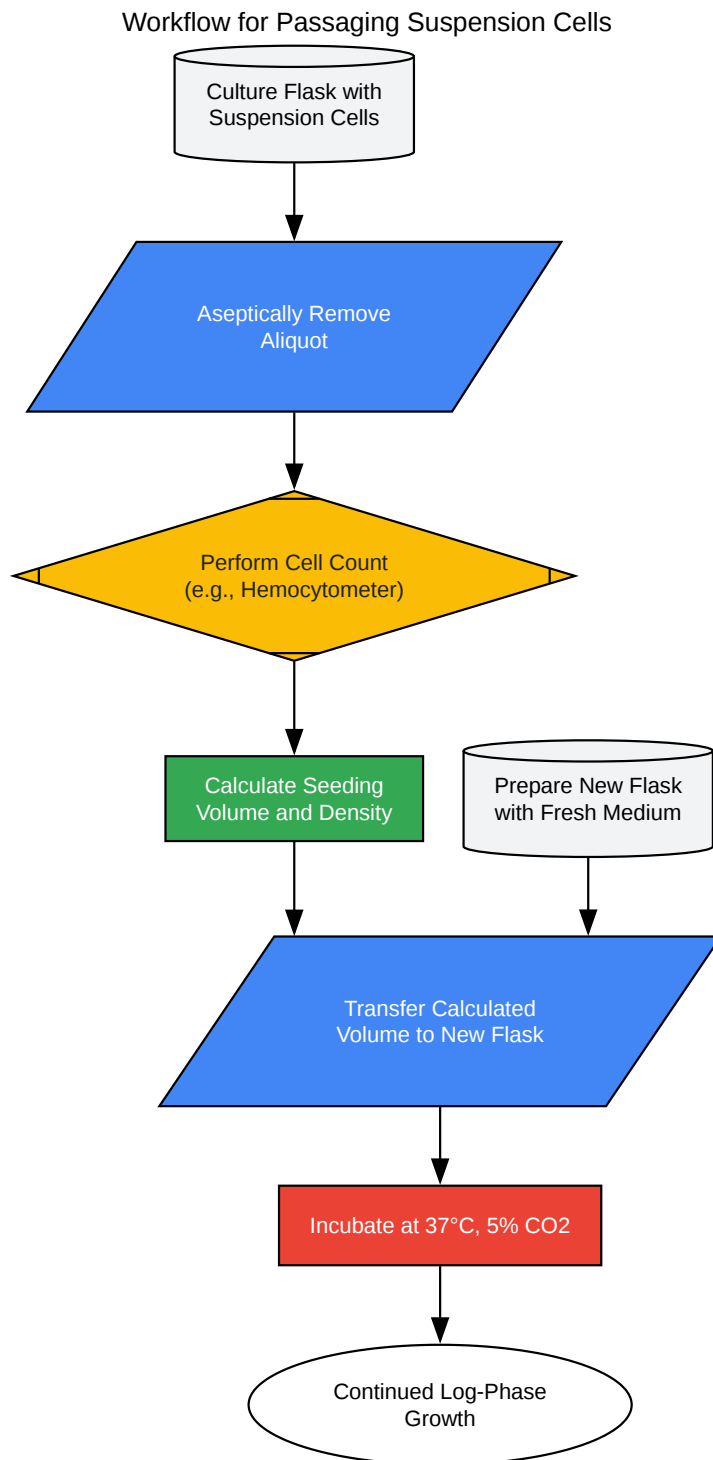 Workflow for Passaging Suspension Cells
Culture Flask with
Suspension Cells
Aseptically Remove
Aliquot
Perform Cell Count
(e.g., Hemocytometer)
Calculate Seeding
Volume and Density
Prepare New Flask
with Fresh Medium
Transfer Calculated
Volume to New Flask
Incubate at 37°C, 5% CO2
Continued Log-Phase
Growth